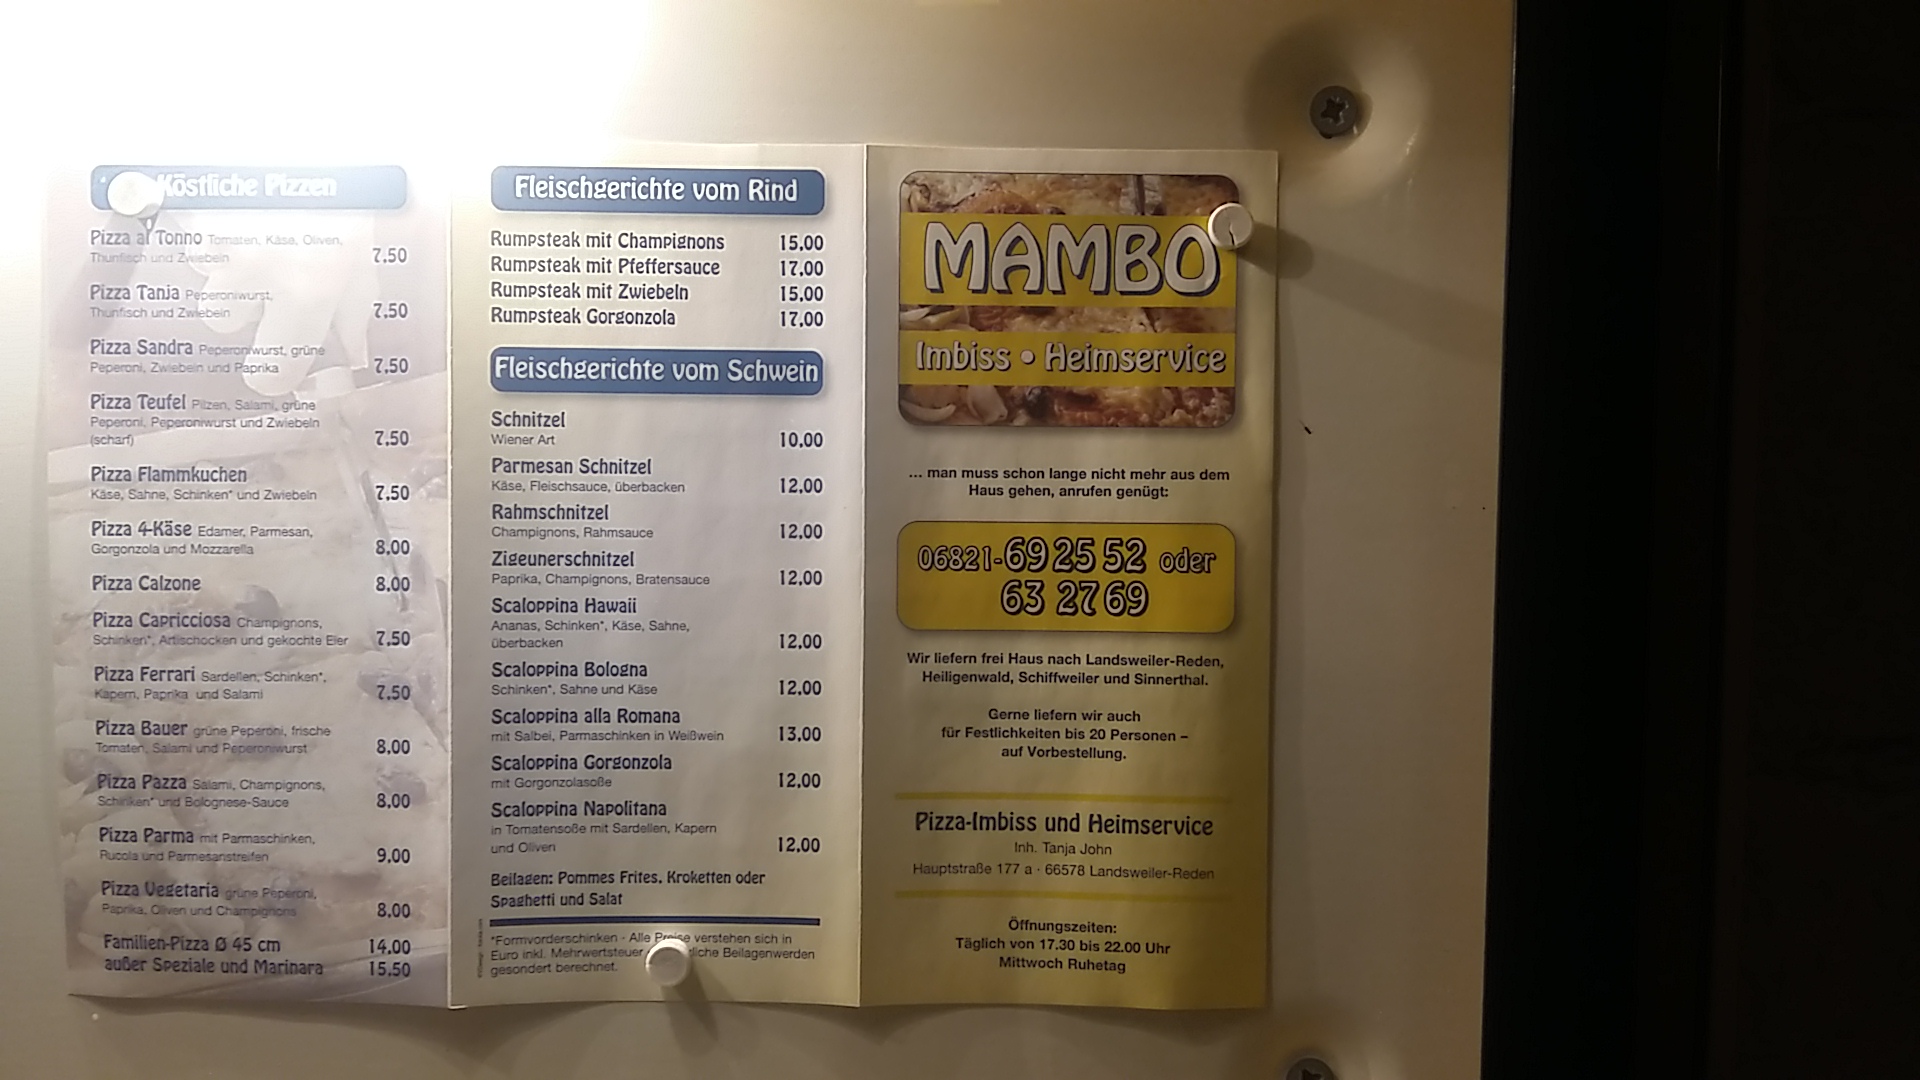 Köstliche Pizzen
Pizza al Tonno Tomaten, Käse, Oliven,
Thunfisch und Zwiebeln 7,50
Pizza Tanja Peperoniwurst,
Thunfisch und Zwiebeln 7,50
Pizza Sandra Peperoniwurst, grüne
Peperoni, Zwiebeln und Paprika 7,50
Pizza Teufel Pilzen, Salami, grüne
Peperoni, Peperoniwurst und Zwiebeln
(scharf) 7,50
Pizza Flammkuchen
Käse, Sahne, Schinken* und Zwiebeln 7,50
Pizza 4-Käse Edamer, Parmesan,
Gorgonzola und Mozzarella 8,00
Pizza Calzone 8,00
Pizza Capricciosa Champignons,
Schinken*, Artischocken und gekochte Eier 7,50
Pizza Ferrari Sardellen, Schinken*,
Kapern, Paprika und Salami 7,50
Pizza Bauer grüne Peperoni, frische
Tomaten, Salami und Peperoniwurst 8,00
Pizza Pazza Salami, Champignons,
Schinken* und Bolognese-Sauce 8,00
Pizza Parma mit Parmaschinken,
Rucola und Parmesanstreifen 9,00
Pizza Vegetaria grüne Peperoni,
Paprika, Oliven und Champignons 8,00
Familien-Pizza Ø 45 cm 14,00
außer Speziale und Marinara 15,50
Fleischgerichte vom Rind
Rumpsteak mit Champignons 15,00
Rumpsteak mit Pfeffersauce 17,00
Rumpsteak mit Zwiebeln 15,00
Rumpsteak Gorgonzola 17,00
Fleischgerichte vom Schwein
Schnitzel
Wiener Art 10,00
Parmesan Schnitzel
Käse, Fleischsauce, überbacken 12,00
Rahmschnitzel
Champignons, Rahmsauce 12,00
Zigeunerschnitzel
Paprika, Champignons, Bratensauce 12,00
Scaloppina Hawaii
Ananas, Schinken*, Käse, Sahne,
überbacken 12,00
Scaloppina Bologna
Schinken*, Sahne und Käse 12,00
Scaloppina alla Romana
mit Salbei, Parmaschinken in Weißwein 13,00
Scaloppina Gorgonzola
mit Gorgonzolasoße 12,00
Scaloppina Napolitana
in Tomatensoße mit Sardellen, Kapern
und Oliven 12,00
Beilagen: Pommes Frites, Kroketten oder
Spaghetti und Salat
*Formvorderschinken - Alle Preise verstehen sich in
Euro inkl. Mehrwertsteuer Beilagen werden
gesondert berechnet.
MAMBO
Imbiss • Heimservice
... man muss schon lange nicht mehr aus dem
Haus gehen, anrufen genügt:
06821-69 25 52 oder
63 27 69
Wir liefern frei Haus nach Landsweiler-Reden,
Heiligenwald, Schiffweiler und Sinnerthal.
Gerne liefern wir auch
für Festlichkeiten bis 20 Personen –
auf Vorbestellung.
Pizza-Imbiss und Heimservice
Inh. Tanja John
Hauptstraße 177 a · 66578 Landsweiler-Reden
Öffnungszeiten:
Täglich von 17.30 bis 22.00 Uhr
Mittwoch Ruhetag